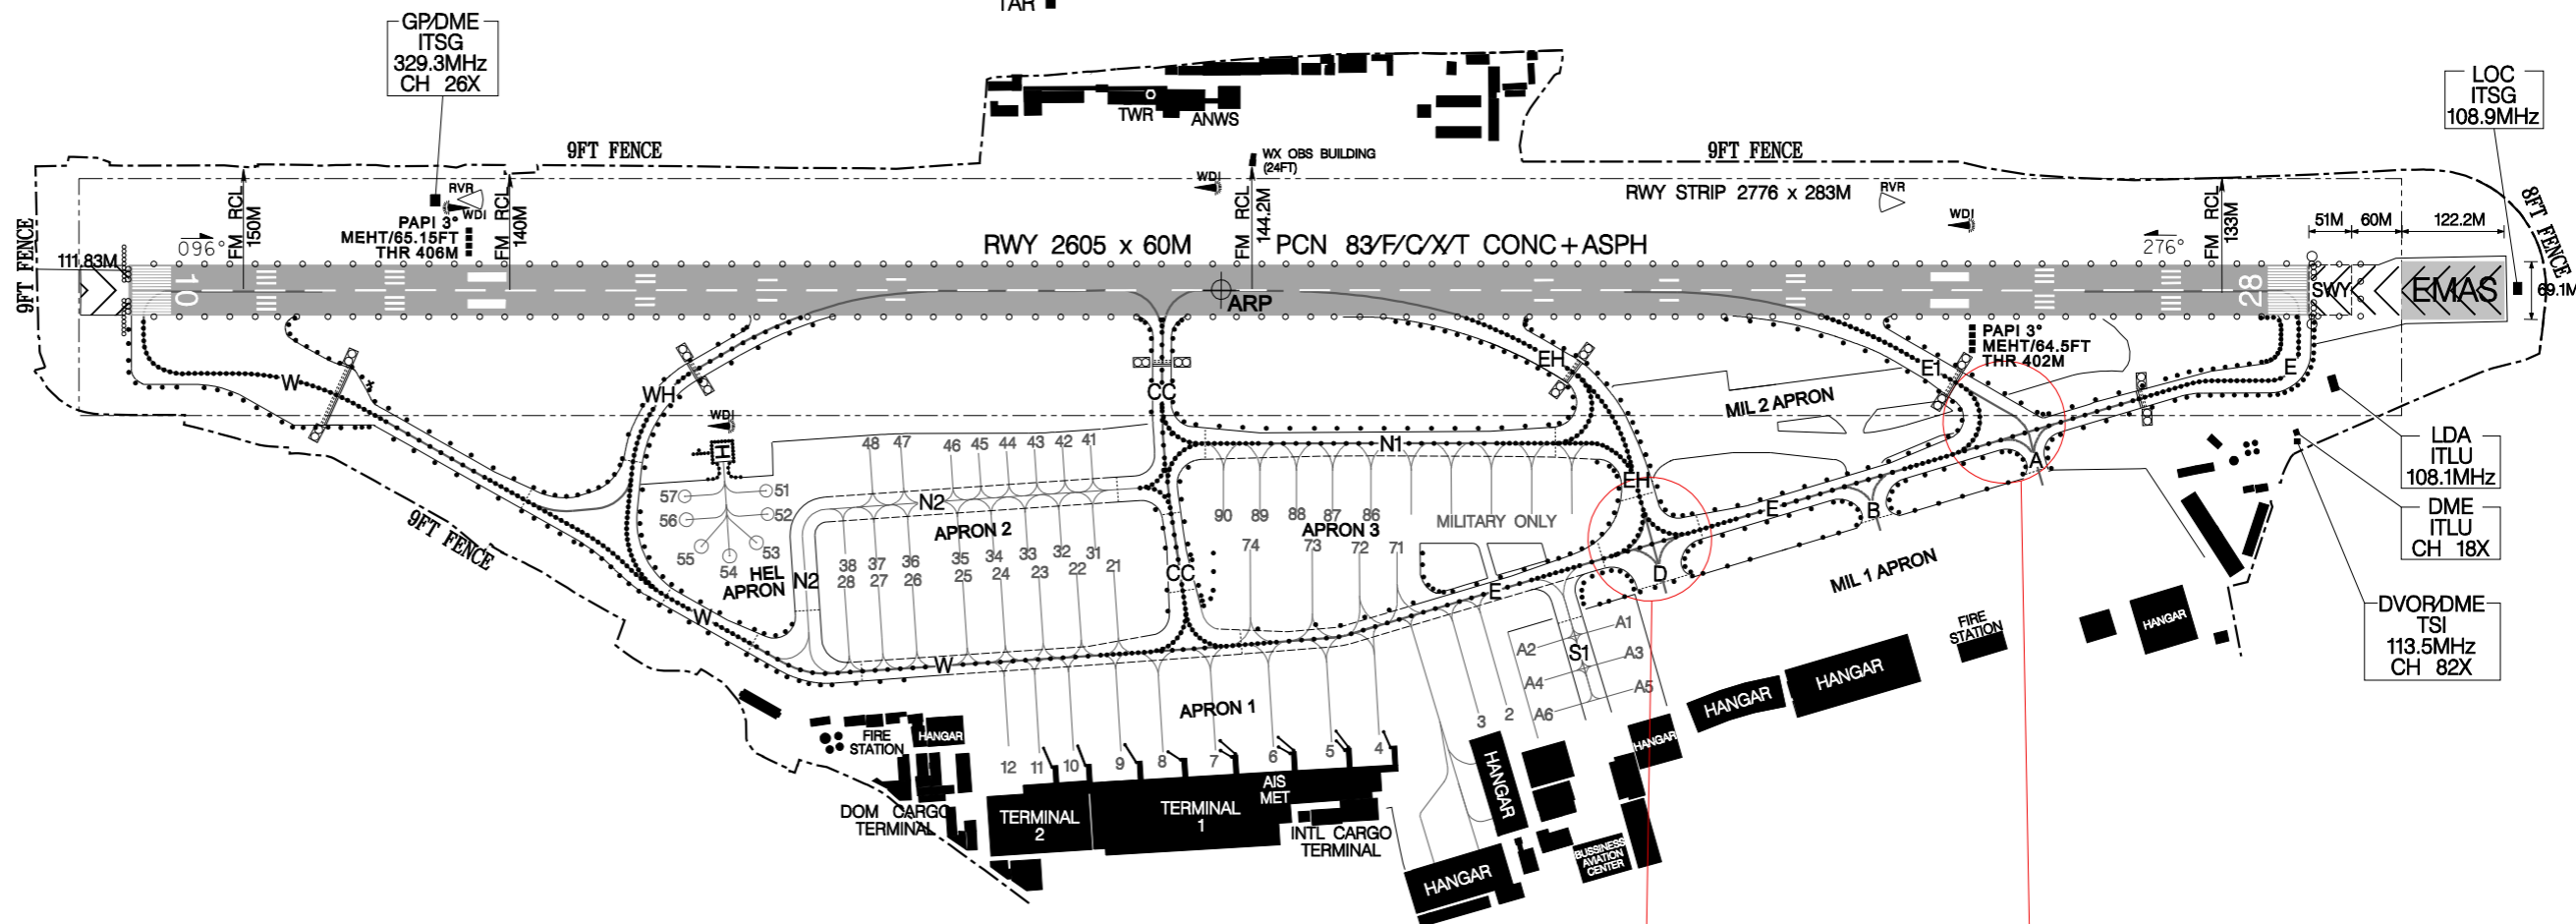 TAR
GP/DME
ITSG
329.3MHz
CH 26X
LOC
ITSG
108.9MHz
TWR
ANWS
9FT FENCE
9FT FENCE
WX OBS BUILDING
(24FT)
WDI
RVR
WDI
RWY STRIP 2776 x 283M
RVR
WDI
8FT FENCE
9FT FENCE
096°
FM RCL
150M
PAPI 3°
MEHT/65.15FT
THR 406M
FM RCL
140M
RWY 2605 x 60M
FM RCL
144.2M
PCN 83/F/C/X/T CONC+ASPH
276°
FM RCL
133M
51M
60M
122.2M
111.83M
10
ARP
28
SWY
EMAS
69.1M
PAPI 3°
MEHT/64.5FT
THR 402M
W
WH
CC
EH
E1
E
MIL 2 APRON
WDI
H
48
47
46
45
44
43
42
41
N1
A
LDA
ITLU
108.1MHz
57
51
56
52
55
54
53
HEL
APRON
N2
APRON 2
N2
90
89
88
87
86
APRON 3
MILITARY ONLY
EH
E
B
DME
ITLU
CH 18X
9FT FENCE
38
37
36
35
34
33
32
31
28
27
26
25
24
23
22
21
CC
74
73
72
71
E
D
MIL 1 APRON
DVOR/DME
TSI
113.5MHz
CH 82X
W
W
A1
A2
S1
A3
A4
A5
A6
FIRE
STATION
HANGAR
HANGAR
HANGAR
HANGAR
APRON 1
3
2
FIRE
STATION
HANGAR
12
11
10
9
8
7
6
5
4
HANGAR
DOM CARGO
TERMINAL
TERMINAL
2
TERMINAL
1
AIS
MET
INTL CARGO
TERMINAL
BUSSINESS
AVIATION
CENTER
HANGAR